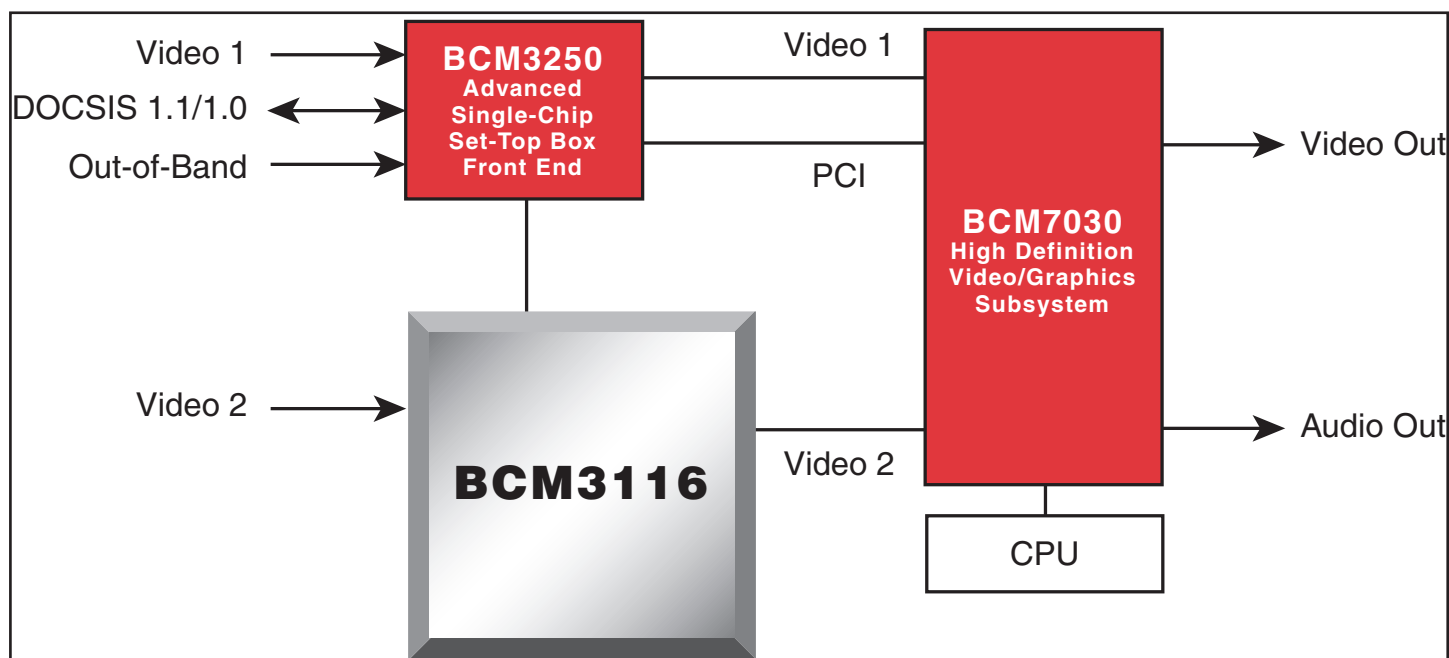 Video 1
DOCSIS 1.1/1.0
Out-of-Band
BCM3250
Advanced
Single-Chip
Set-Top Box
Front End
Video 1
PCI
BCM7030
High Definition
Video/Graphics
Subsystem
Video Out
Audio Out
Video 2
BCM3116
Video 2
CPU